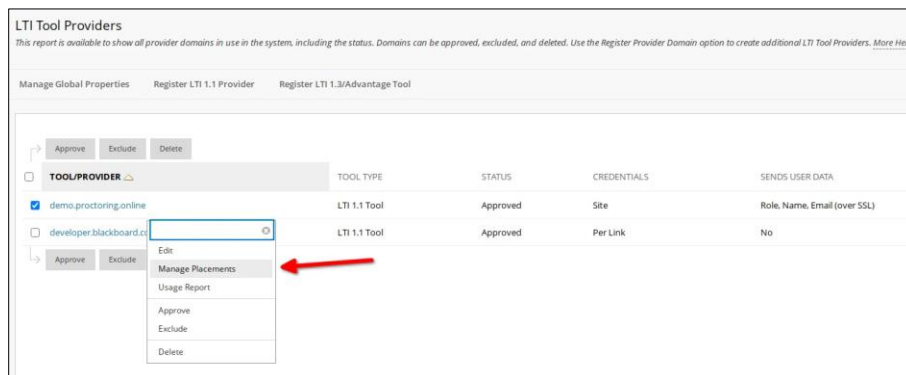 LTI Tool Providers
This report is available to show all provider domains in use in the system, including the status. Domains can be approved, excluded, and deleted. Use the Register Provider Domain option to create additional LTI Tool Providers. More He
Manage Global Properties Register LTI 1.1 Provider Register LTI 1.3/Advantage Tool
Approve Exclude Delete
TOOL/PROVIDER TOOL TYPE STATUS CREDENTIALS SENDS USER DATA
demo.proctoring.online LTI 1.1 Tool Approved Site Role, Name, Email (over SSL)
developer.blackboard.co LTI 1.1 Tool Approved Per Link No
Approve Exclude
Edit
Manage Placements
Usage Report
Approve
Exclude
Delete